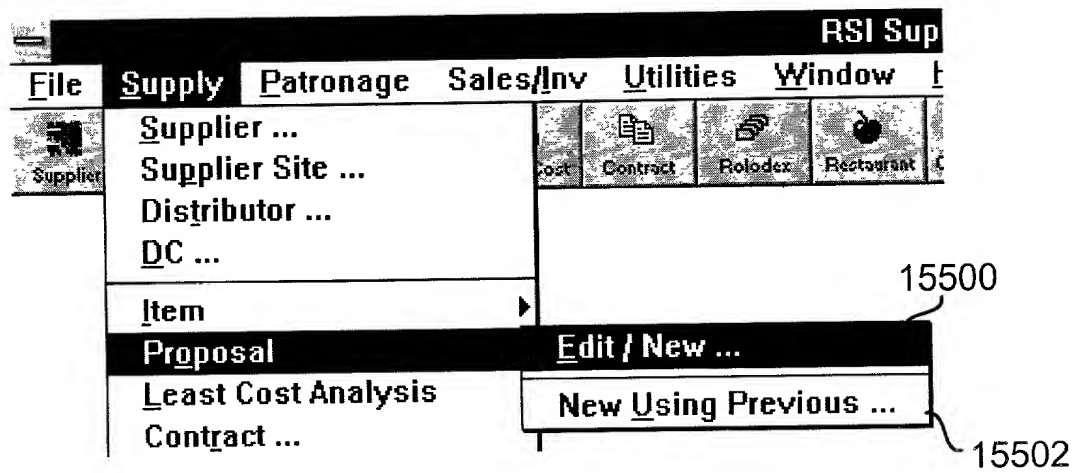 RSI Sup
File Supply Patronage Sales/Inv Utilities Window
Supplier Contract Rolodex Restaurant
Supplier ...
Supplier Site ...
Distributor ...
DC ...
Item
Proposal
Least Cost Analysis
Contract ...
15500
Edit / New ...
New Using Previous ...
15502